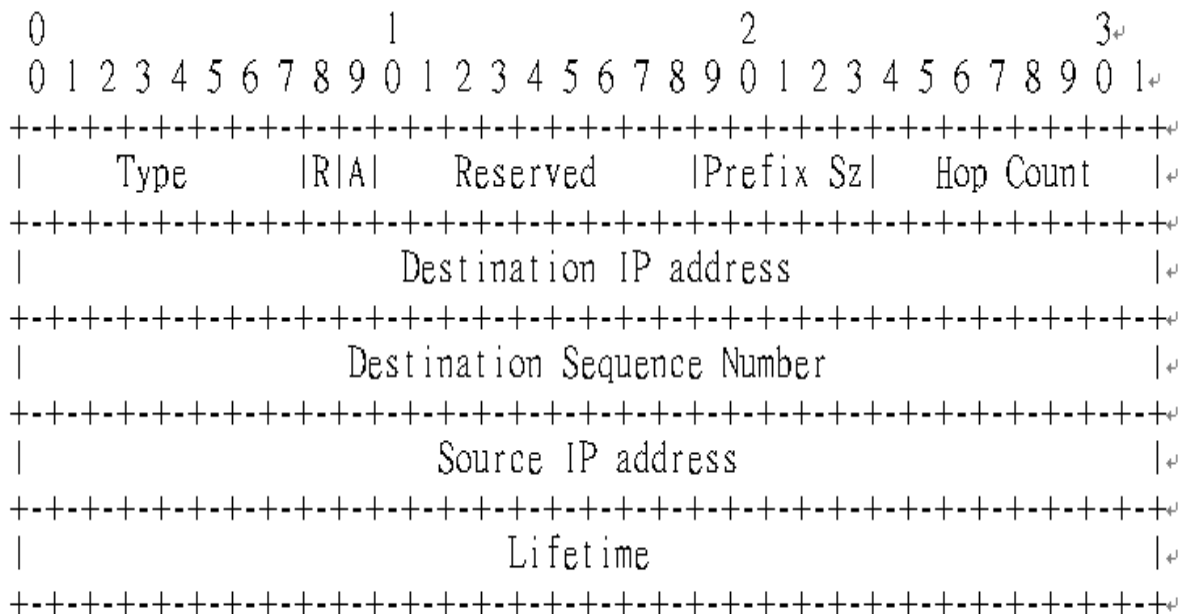 0                   1                   2                   3
0 1 2 3 4 5 6 7 8 9 0 1 2 3 4 5 6 7 8 9 0 1 2 3 4 5 6 7 8 9 0 1
+-+-+-+-+-+-+-+-+-+-+-+-+-+-+-+-+-+-+-+-+-+-+-+-+-+-+-+-+-+-+-+-+
|     Type      |R|A|    Reserved     |Prefix Sz|   Hop Count   |
+-+-+-+-+-+-+-+-+-+-+-+-+-+-+-+-+-+-+-+-+-+-+-+-+-+-+-+-+-+-+-+-+
|                     Destination IP address                    |
+-+-+-+-+-+-+-+-+-+-+-+-+-+-+-+-+-+-+-+-+-+-+-+-+-+-+-+-+-+-+-+-+
|                  Destination Sequence Number                  |
+-+-+-+-+-+-+-+-+-+-+-+-+-+-+-+-+-+-+-+-+-+-+-+-+-+-+-+-+-+-+-+-+
|                       Source IP address                       |
+-+-+-+-+-+-+-+-+-+-+-+-+-+-+-+-+-+-+-+-+-+-+-+-+-+-+-+-+-+-+-+-+
|                           Lifetime                            |
+-+-+-+-+-+-+-+-+-+-+-+-+-+-+-+-+-+-+-+-+-+-+-+-+-+-+-+-+-+-+-+-+